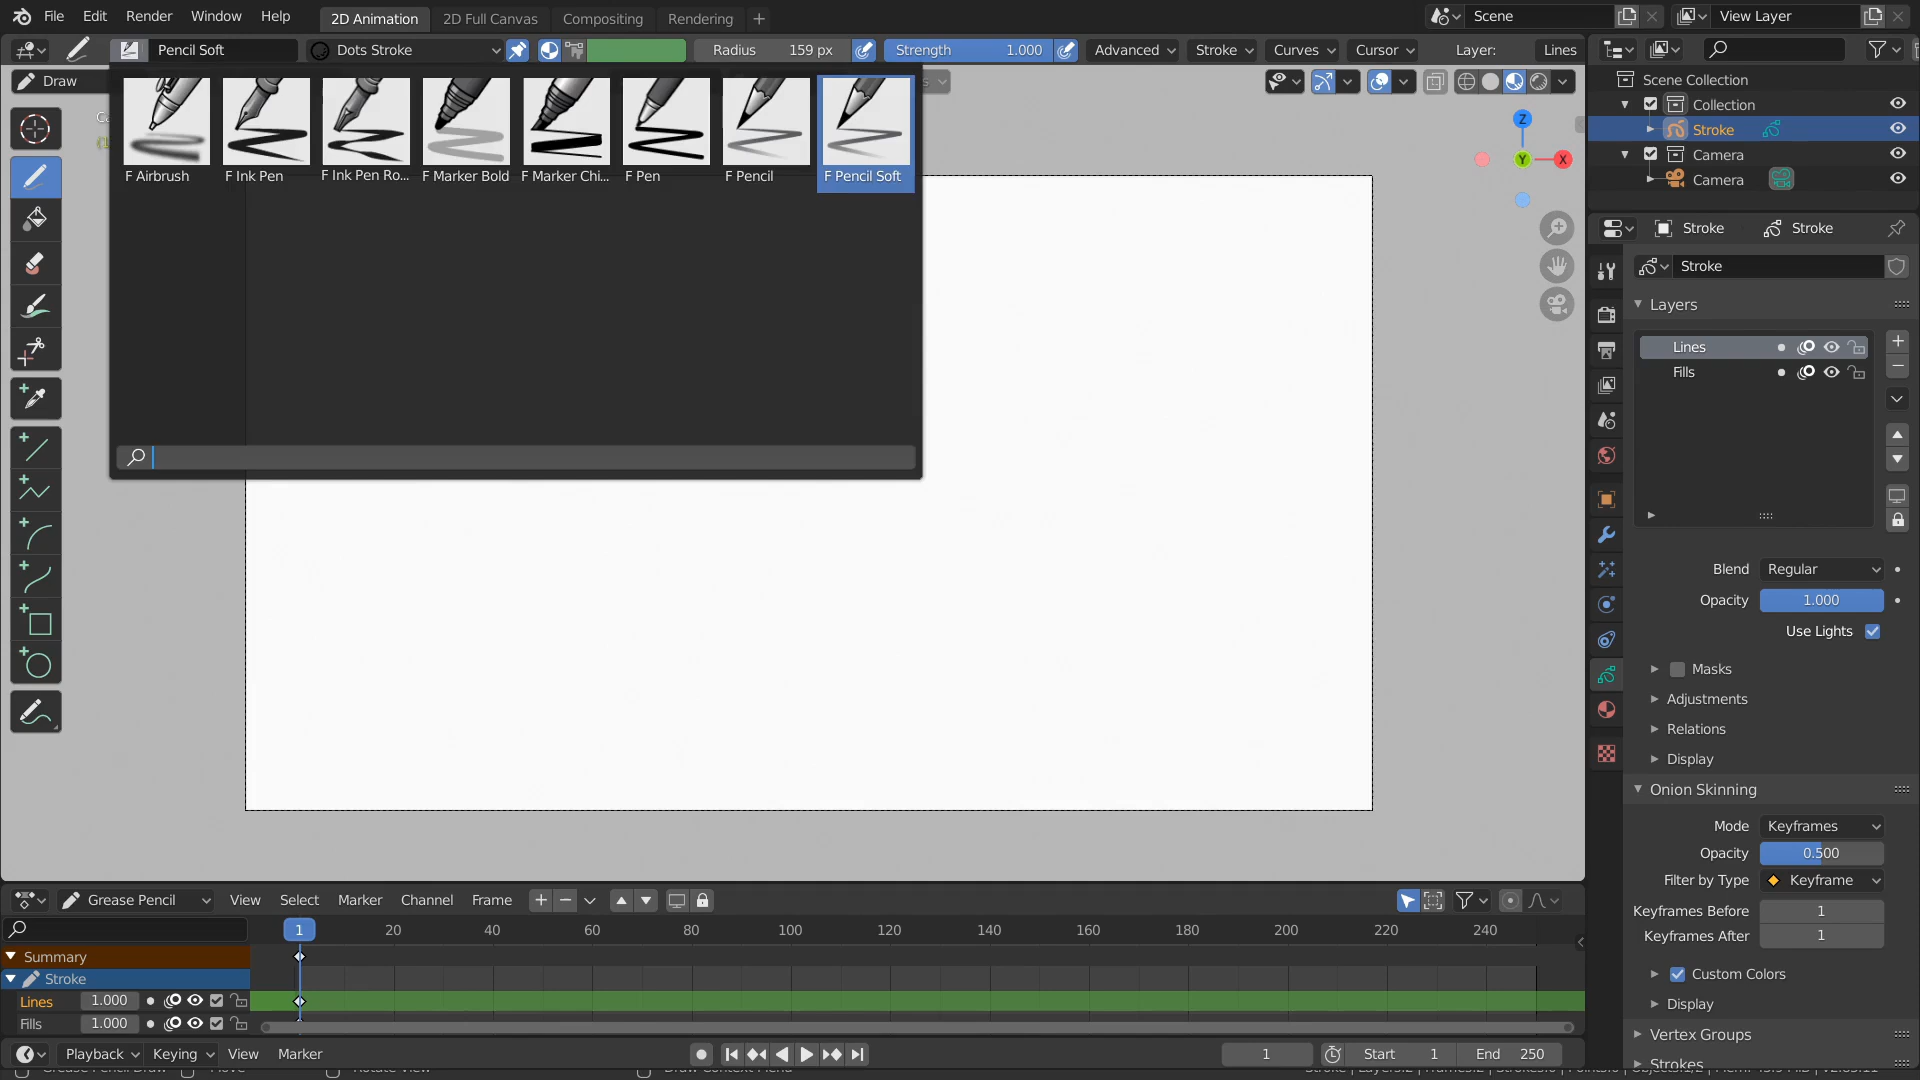 File Edit Render Window Help 2D Animation 2D Full Canvas Compositing Rendering + Scene View Layer
Pencil Soft Dots Stroke Radius 159 px Strength 1.000 Advanced Stroke Curves Cursor Layer: Lines
Draw
F Airbrush F Ink Pen F Ink Pen Ro... F Marker Bold F Marker Chi... F Pen F Pencil F Pencil Soft
Z
Y
X
Scene Collection
Collection
Stroke
Camera
Camera
Stroke Stroke
Stroke
Layers
Lines
Fills
Blend Regular
Opacity 1.000
Use Lights
Masks
Adjustments
Relations
Display
Onion Skinning
Mode Keyframes
Opacity 0.500
Filter by Type Keyframe
Keyframes Before 1
Keyframes After 1
Custom Colors
Display
Vertex Groups
Strokes
Grease Pencil View Select Marker Channel Frame
1 20 40 60 80 100 120 140 160 180 200 220 240
Summary
Stroke
Lines 1.000
Fills 1.000
Playback Keying View Marker 1 Start 1 End 250